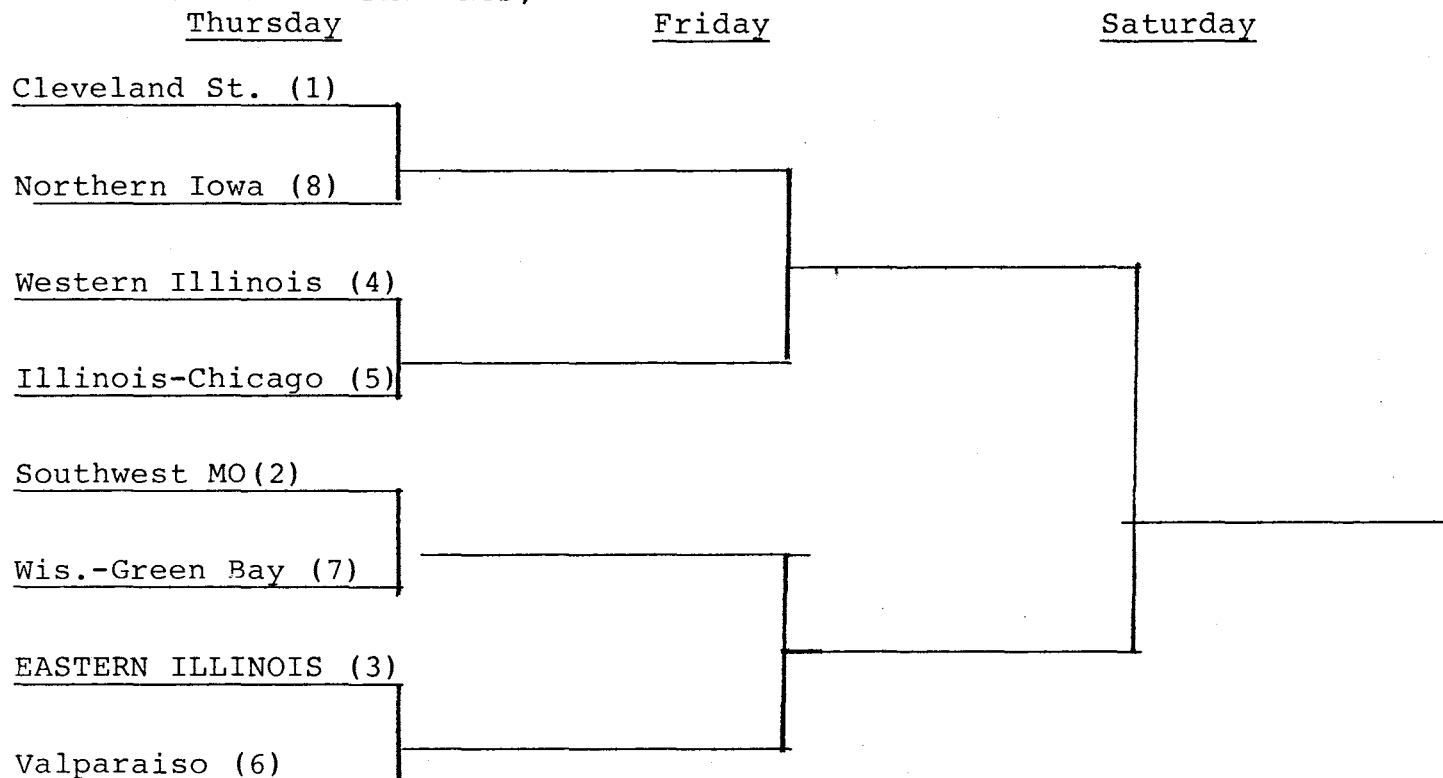 Thursday Friday Saturday
Cleveland St. (1)
Northern Iowa (8)
Western Illinois (4)
Illinois-Chicago (5)
Southwest MO(2)
Wis.-Green Bay (7)
EASTERN ILLINOIS (3)
Valparaiso (6)